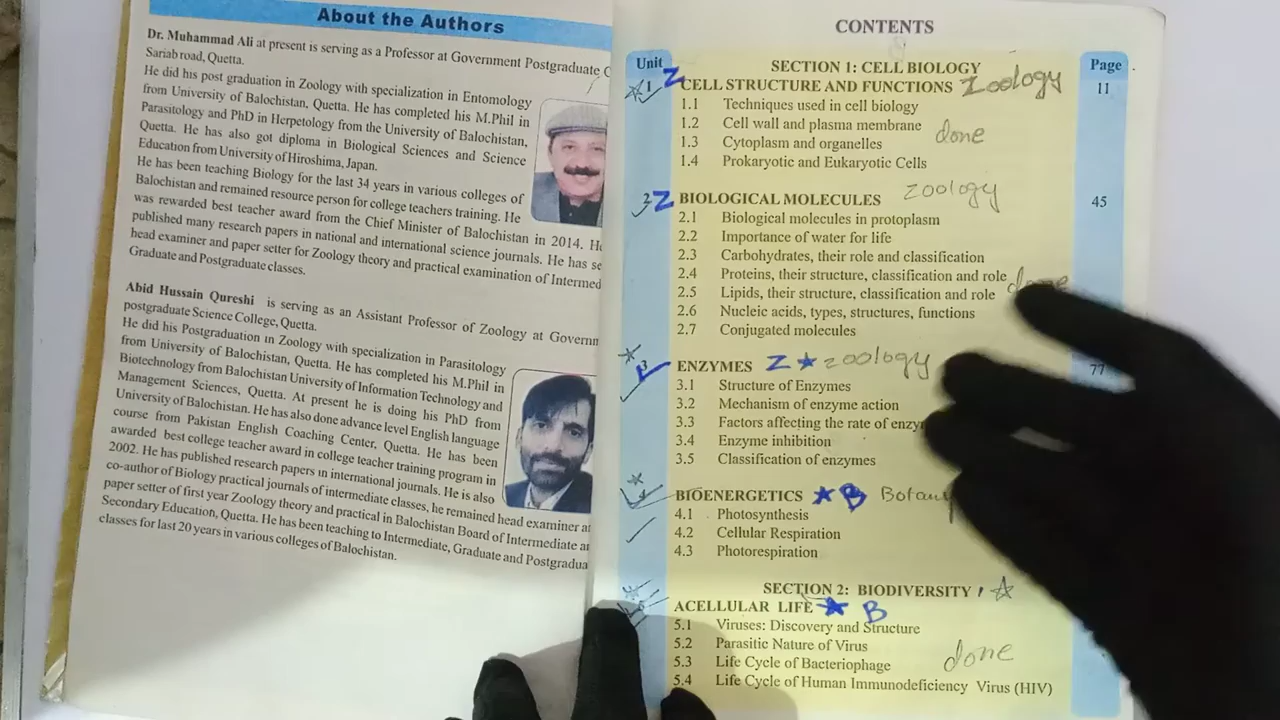 About the Authors
Dr. Muhammad Ali at present is serving as a Professor at Government Postgraduate C
Sariab road, Quetta.
He did his post graduation in Zoology with specialization in Entomology
from University of Balochistan, Quetta. He has completed his M.Phil in
Parasitology and PhD in Herpetology from the University of Balochistan,
Quetta. He has also got diploma in Biological Sciences and Science
Education from University of Hiroshima, Japan.
He has been teaching Biology for the last 34 years in various colleges of
Balochistan and remained resource person for college teachers training. He
was rewarded best teacher award from the Chief Minister of Balochistan in 2014. He
published many research papers in national and international science journals. He has se
head examiner and paper setter for Zoology theory and practical examination of Intermed
Graduate and Postgraduate classes.
Abid Hussain Qureshi is serving as an Assistant Professor of Zoology at Governm
postgraduate Science College, Quetta.
He did his Postgraduation in Zoology with specialization in Parasitology
from University of Balochistan, Quetta. He has completed his M.Phil in
Biotechnology from Balochistan University of Information Technology and
Management Sciences, Quetta. At present he is doing his PhD from
University of Balochistan. He has also done advance level English language
course from Pakistan English Coaching Center, Quetta. He has been
awarded best college teacher award in college teacher training program in
2002. He has published research papers in international journals. He is also
co-author of Biology practical journals of intermediate classes, he remained head examiner an
paper setter of first year Zoology theory and practical in Balochistan Board of Intermediate an
Secondary Education, Quetta. He has been teaching to Intermediate, Graduate and Postgradua
classes for last 20 years in various colleges of Balochistan.
CONTENTS
Unit SECTION 1: CELL BIOLOGY Page
1 Z CELL STRUCTURE AND FUNCTIONS Zoology 11
1.1 Techniques used in cell biology
1.2 Cell wall and plasma membrane done
1.3 Cytoplasm and organelles
1.4 Prokaryotic and Eukaryotic Cells
2 Z BIOLOGICAL MOLECULES Zoology 45
2.1 Biological molecules in protoplasm
2.2 Importance of water for life
2.3 Carbohydrates, their role and classification
2.4 Proteins, their structure, classification and role done
2.5 Lipids, their structure, classification and role
2.6 Nucleic acids, types, structures, functions
2.7 Conjugated molecules
3 ENZYMES Z ★ Zoology 77
3.1 Structure of Enzymes
3.2 Mechanism of enzyme action
3.3 Factors affecting the rate of enzy
3.4 Enzyme inhibition
3.5 Classification of enzymes
4 BIOENERGETICS ★ B Botany
4.1 Photosynthesis
4.2 Cellular Respiration
4.3 Photorespiration
SECTION 2: BIODIVERSITY
ACELLULAR LIFE ★ B
5.1 Viruses: Discovery and Structure
5.2 Parasitic Nature of Virus
5.3 Life Cycle of Bacteriophage done
5.4 Life Cycle of Human Immunodeficiency Virus (HIV)